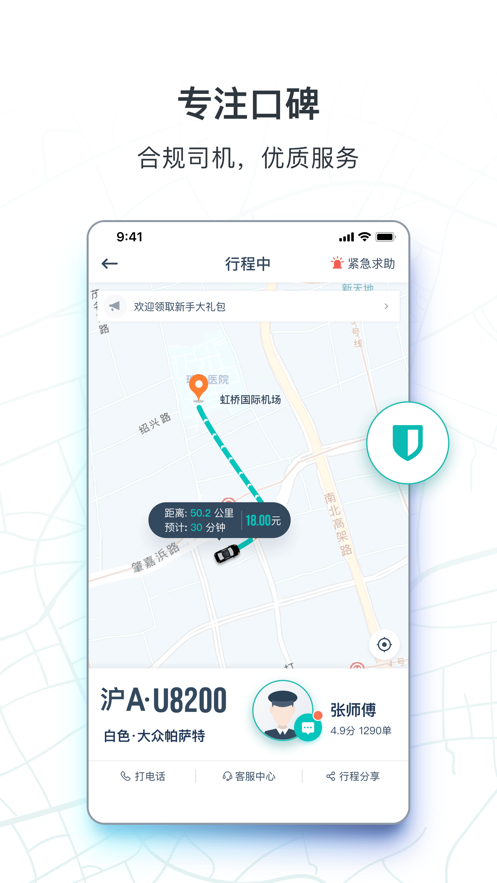 专注口碑
合规司机，优质服务
9:41
行程中
紧急求助
新天地
欢迎领取新手大礼包
路
号
线
医院
虹桥国际机场
绍兴路
距离: 50.2 公里
预计: 30 分钟
18.00元
南北高架路
肇嘉浜路
号
沪A·U8200
白色·大众帕萨特
张师傅
4.9分 1290单
打电话
客服中心
行程分享